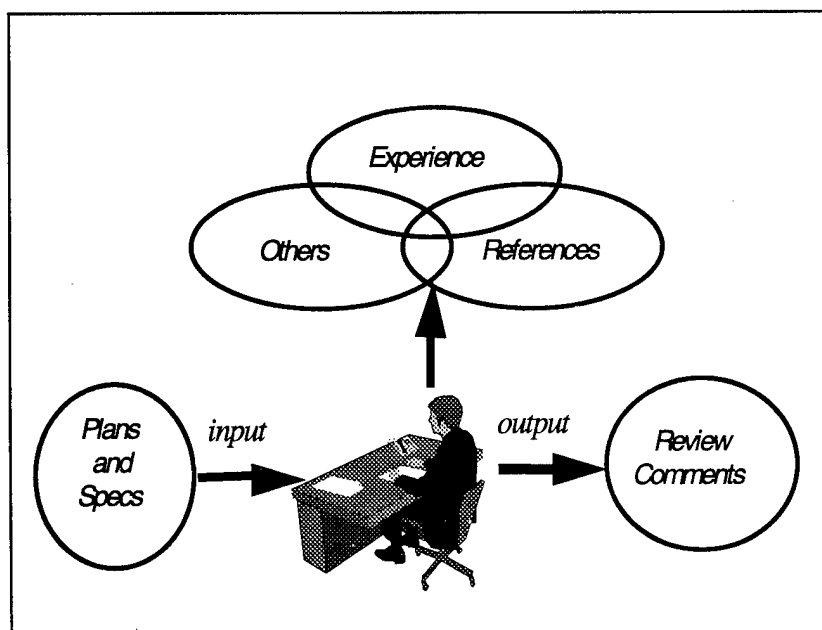 Experience
Others
References
Plans
and
Specs
input
output
Review
Comments